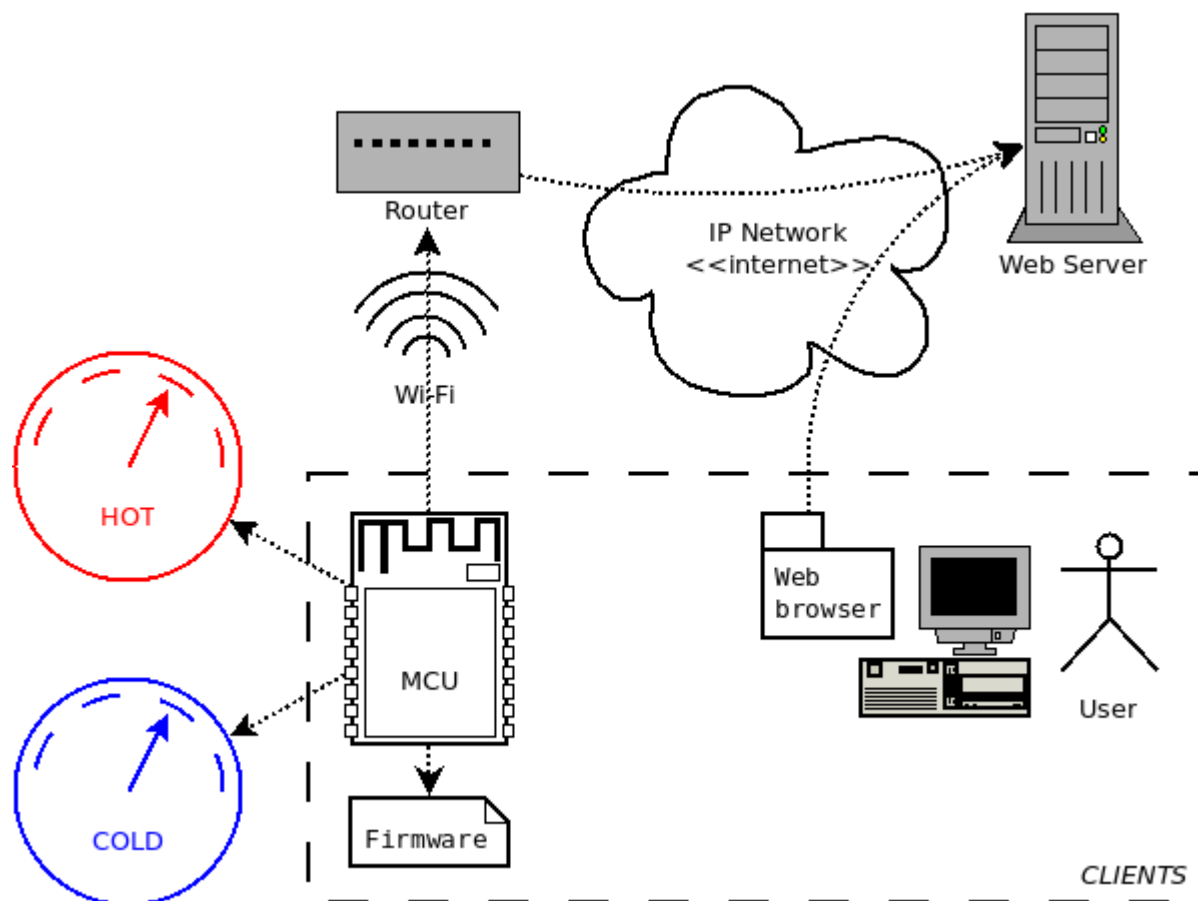 Router
IP Network
<<internet>>
Web Server
Wi-Fi
HOT
Web
browser
MCU
User
COLD
Firmware
CLIENTS